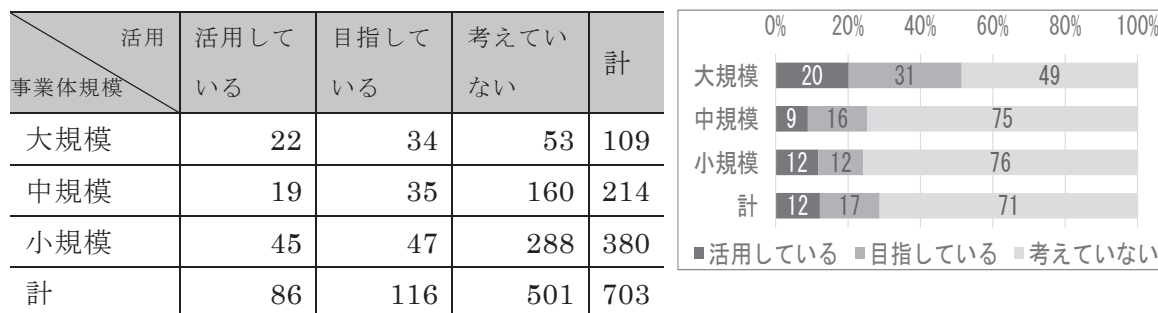 活用
事業体規模
活用して
いる
目指して
いる
考えてい
ない
計
大規模 22 34 53 109
中規模 19 35 160 214
小規模 45 47 288 380
計 86 116 501 703
0% 20% 40% 60% 80% 100%
大規模 20 31 49
中規模 9 16 75
小規模 12 12 76
計 12 17 71
■活用している ■目指している ■考えていない